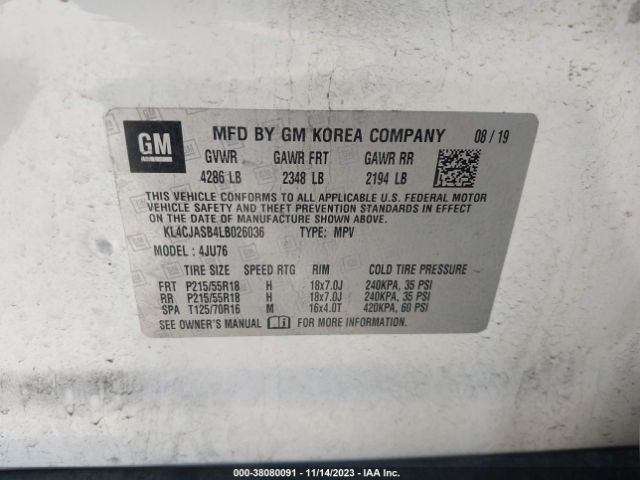 GM MFD BY GM KOREA COMPANY 08 / 19
GVWR GAWR FRT GAWR RR
4286 LB 2348 LB 2194 LB
THIS VEHICLE CONFORMS TO ALL APPLICABLE U.S. FEDERAL MOTOR
VEHICLE SAFETY AND THEFT PREVENTION STANDARDS IN EFFECT
ON THE DATE OF MANUFACTURE SHOWN ABOVE.
KL4CJASB4LB026036 TYPE: MPV
MODEL : 4JU76
TIRE SIZE SPEED RTG RIM COLD TIRE PRESSURE
FRT P215/55R18 H 18x7.0J 240KPA, 35 PSI
RR P215/55R18 H 18x7.0J 240KPA, 35 PSI
SPA T125/70R16 M 16x4.0T 420KPA, 60 PSI
SEE OWNER'S MANUAL i FOR MORE INFORMATION.
000-38080091 - 11/14/2023 - IAA Inc.